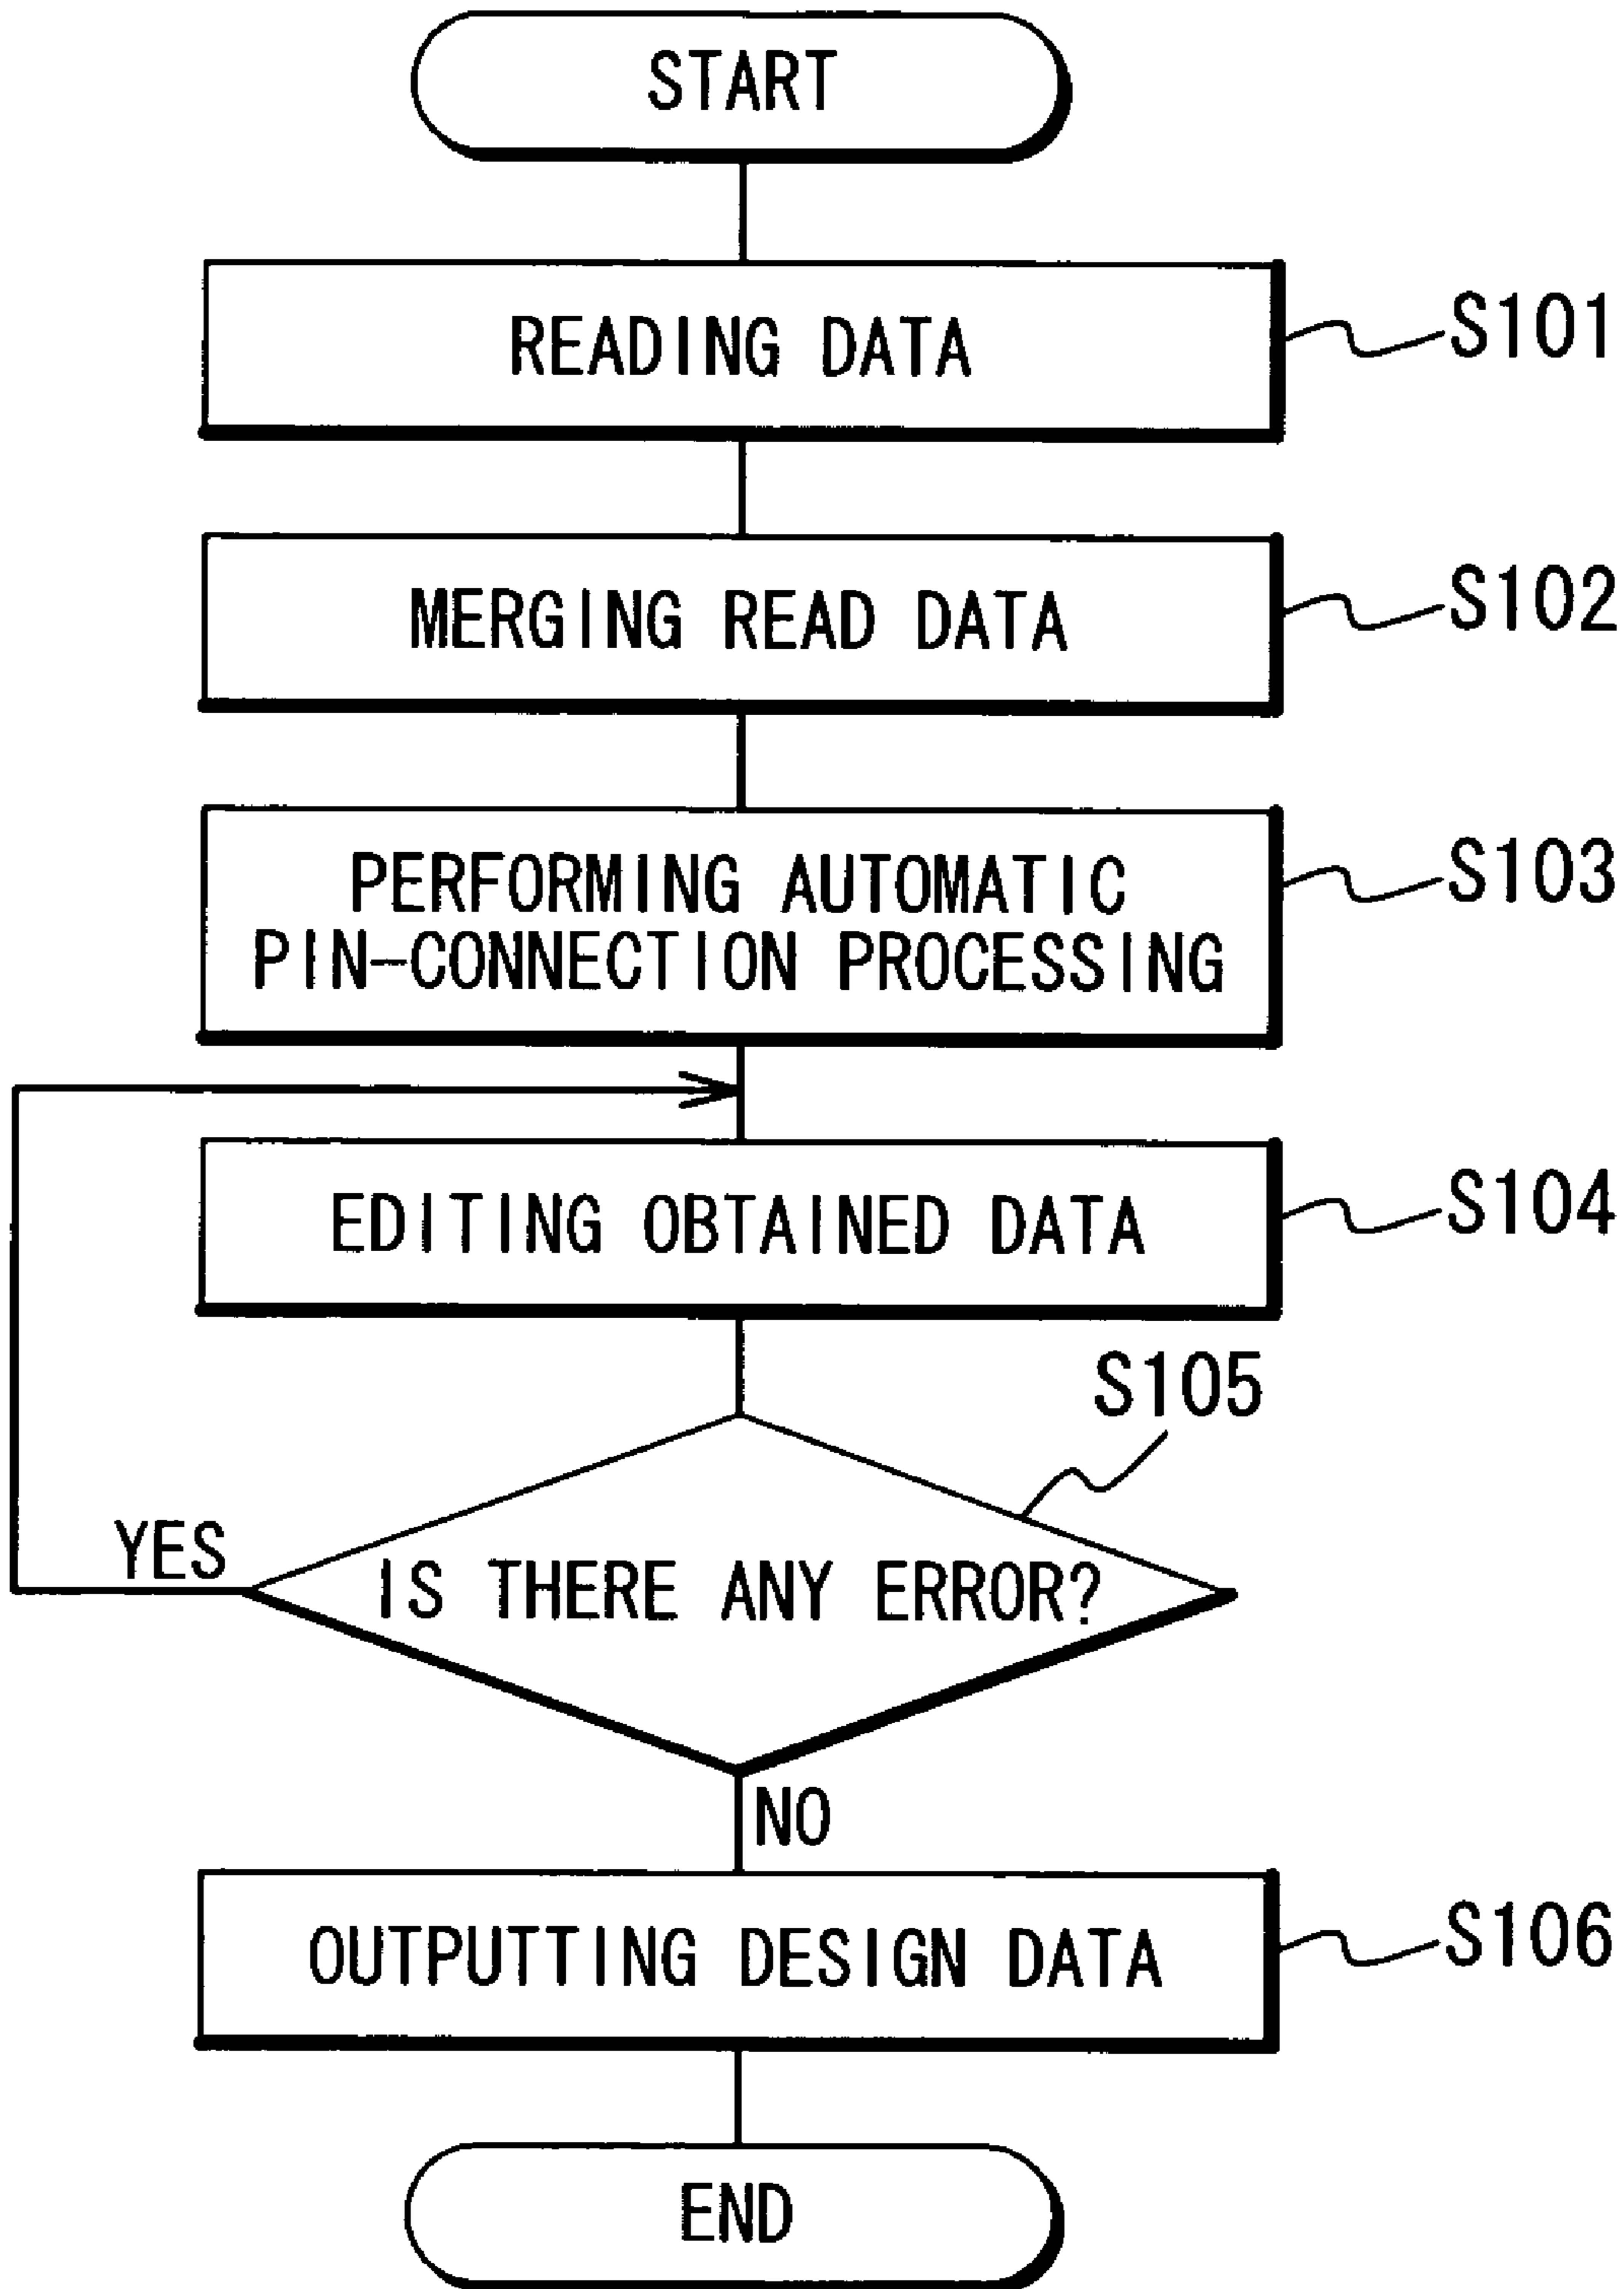 START
READING DATA
S101
MERGING READ DATA
S102
PERFORMING AUTOMATIC
PIN-CONNECTION PROCESSING
S103
EDITING OBTAINED DATA
S104
S105
IS THERE ANY ERROR?
YES
NO
OUTPUTTING DESIGN DATA
S106
END